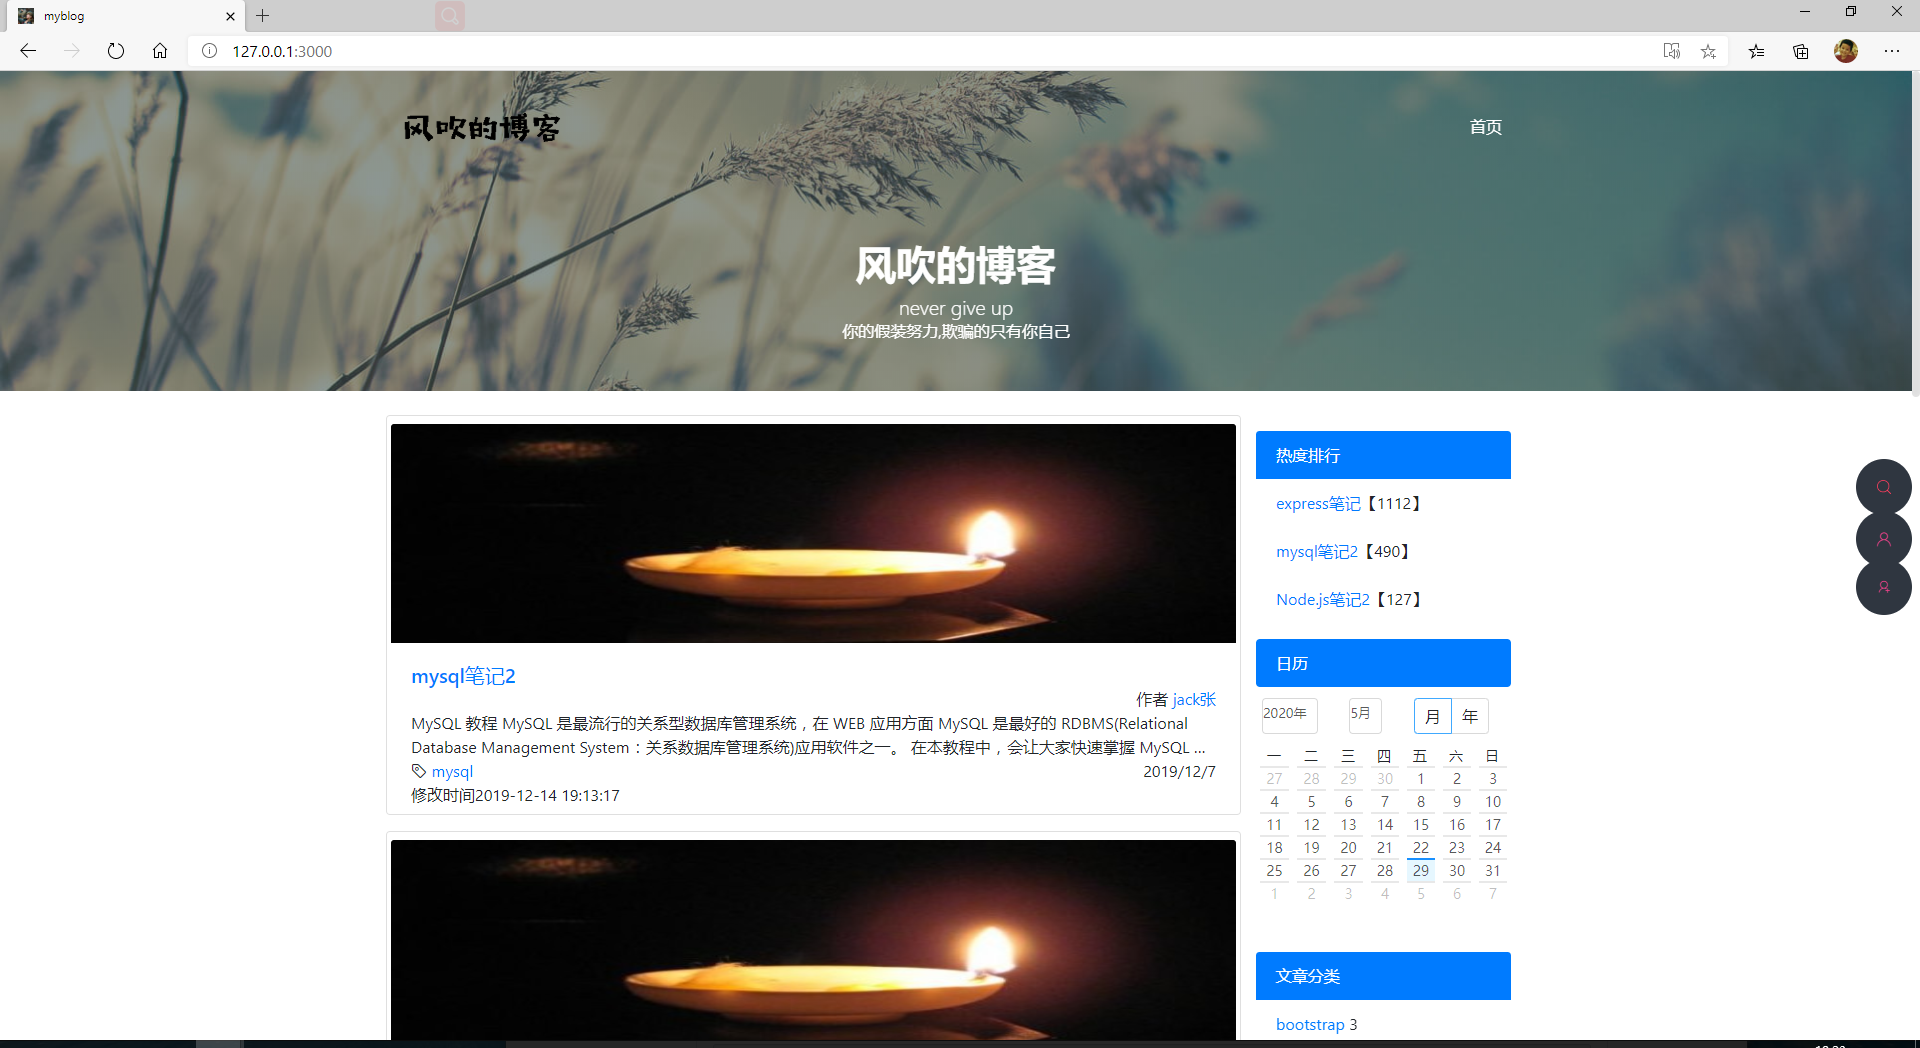 myblog
127.0.0.1:3000
风吹的博客
首页
风吹的博客
never give up
你的假装努力,欺骗的只有你自己
mysql笔记2
作者 jack张
MySQL 教程 MySQL 是最流行的关系型数据库管理系统，在 WEB 应用方面 MySQL 是最好的 RDBMS(Relational
Database Management System：关系数据库管理系统)应用软件之一。 在本教程中，会让大家快速掌握 MySQL ...
mysql 2019/12/7
修改时间2019-12-14 19:13:17
热度排行
express笔记【1112】
mysql笔记2【490】
Node.js笔记2【127】
日历
2020年 5月 月 年
一 二 三 四 五 六 日
27 28 29 30 1 2 3
4 5 6 7 8 9 10
11 12 13 14 15 16 17
18 19 20 21 22 23 24
25 26 27 28 29 30 31
1 2 3 4 5 6 7
文章分类
bootstrap 3